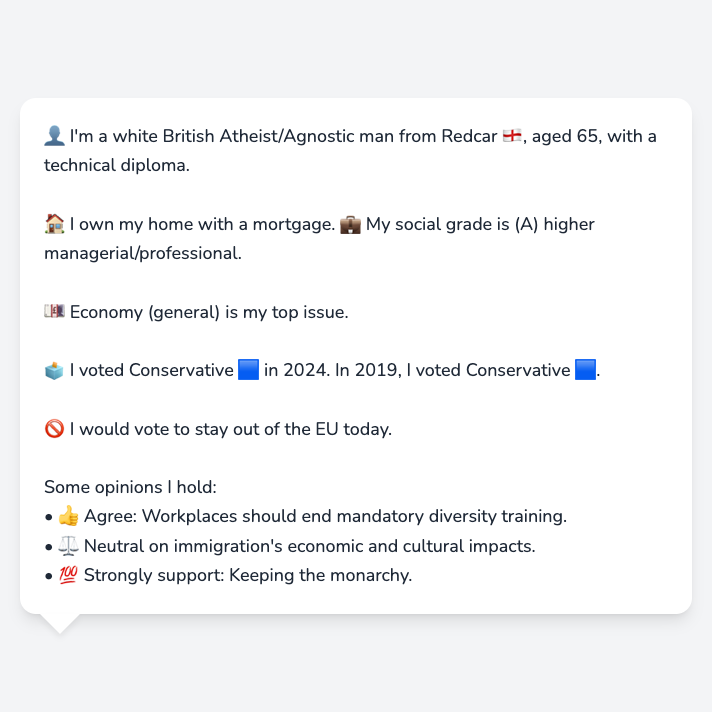 👤 I'm a white British Atheist/Agnostic man from Redcar 🏴󠁧󠁢󠁥󠁮󠁧󠁿, aged 65, with a
technical diploma.
🏠 I own my home with a mortgage. 💼 My social grade is (A) higher
managerial/professional.
💷 Economy (general) is my top issue.
🗳️ I voted Conservative 🟦 in 2024. In 2019, I voted Conservative 🟦.
🚫 I would vote to stay out of the EU today.
Some opinions I hold:
• 👍 Agree: Workplaces should end mandatory diversity training.
• ⚖️ Neutral on immigration's economic and cultural impacts.
• 💯 Strongly support: Keeping the monarchy.